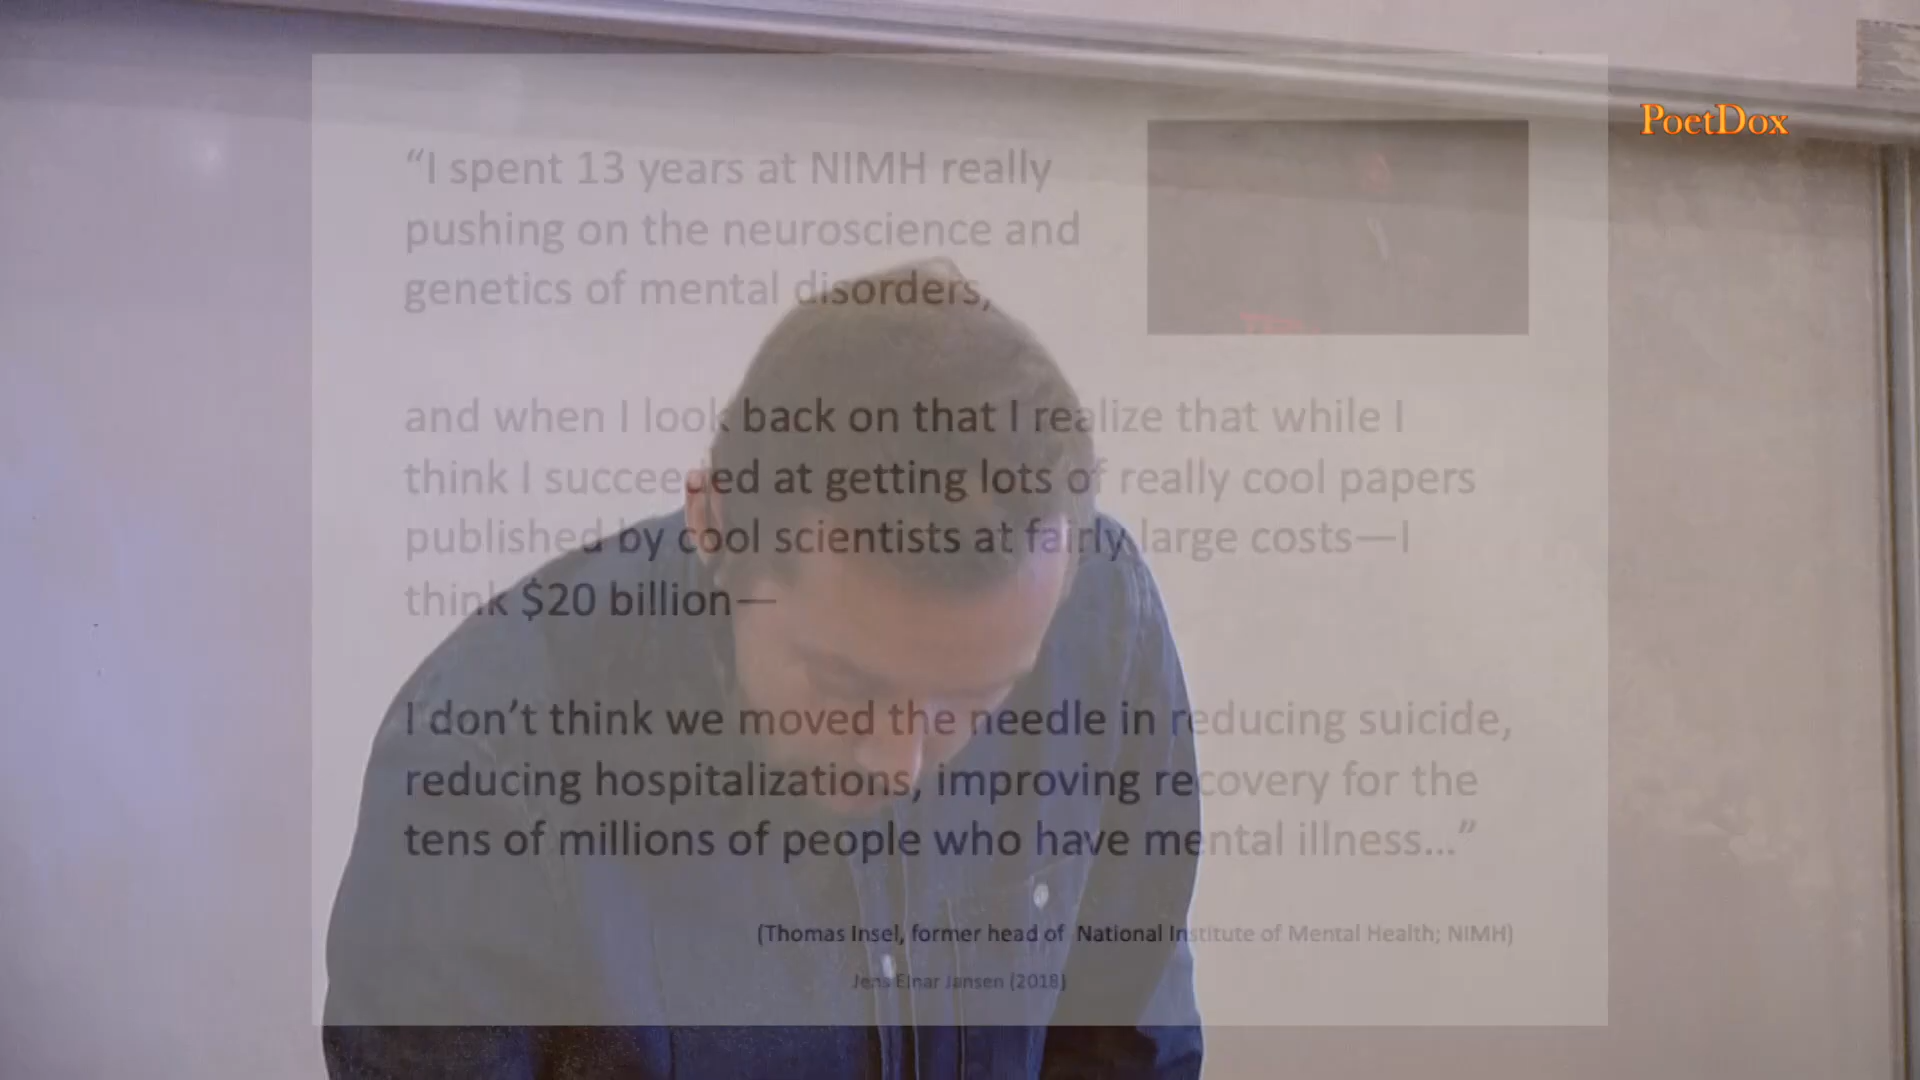 PoetDox
“I spent 13 years at NIMH really
pushing on the neuroscience and
genetics of mental disorders,
and when I look back on that I realize that while I
think I succeeded at getting lots of really cool papers
published by cool scientists at fairly large costs—I
think $20 billion—
I don’t think we moved the needle in reducing suicide,
reducing hospitalizations, improving recovery for the
tens of millions of people who have mental illness...”
(Thomas Insel, former head of National Institute of Mental Health; NIMH)
Jens Einar Jansen (2018)